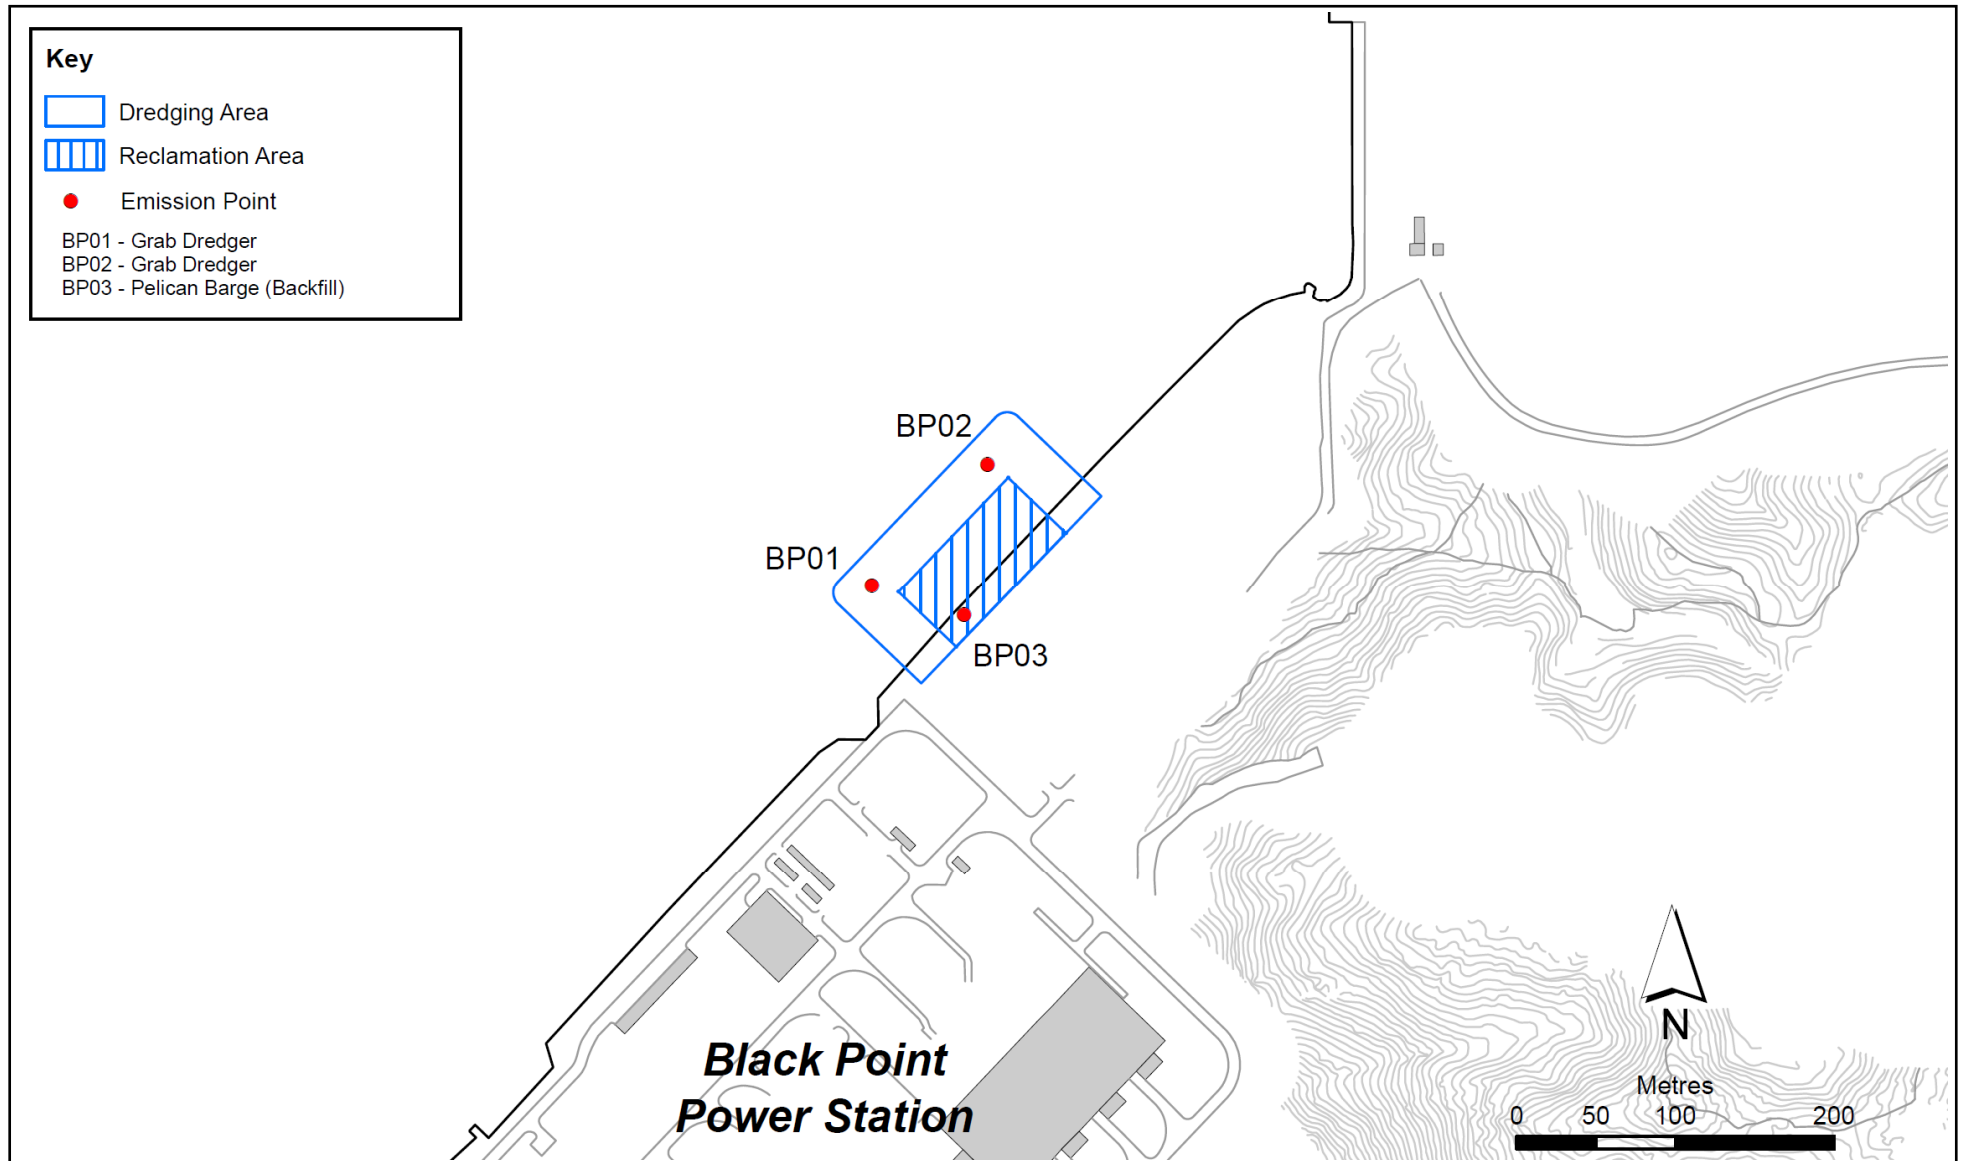 Key
Dredging Area
Reclamation Area
Emission Point
BP01 - Grab Dredger
BP02 - Grab Dredger
BP03 - Pelican Barge (Backfill)
BP02
BP01
BP03
Black Point
Power Station
N
Metres
0 50 100 200